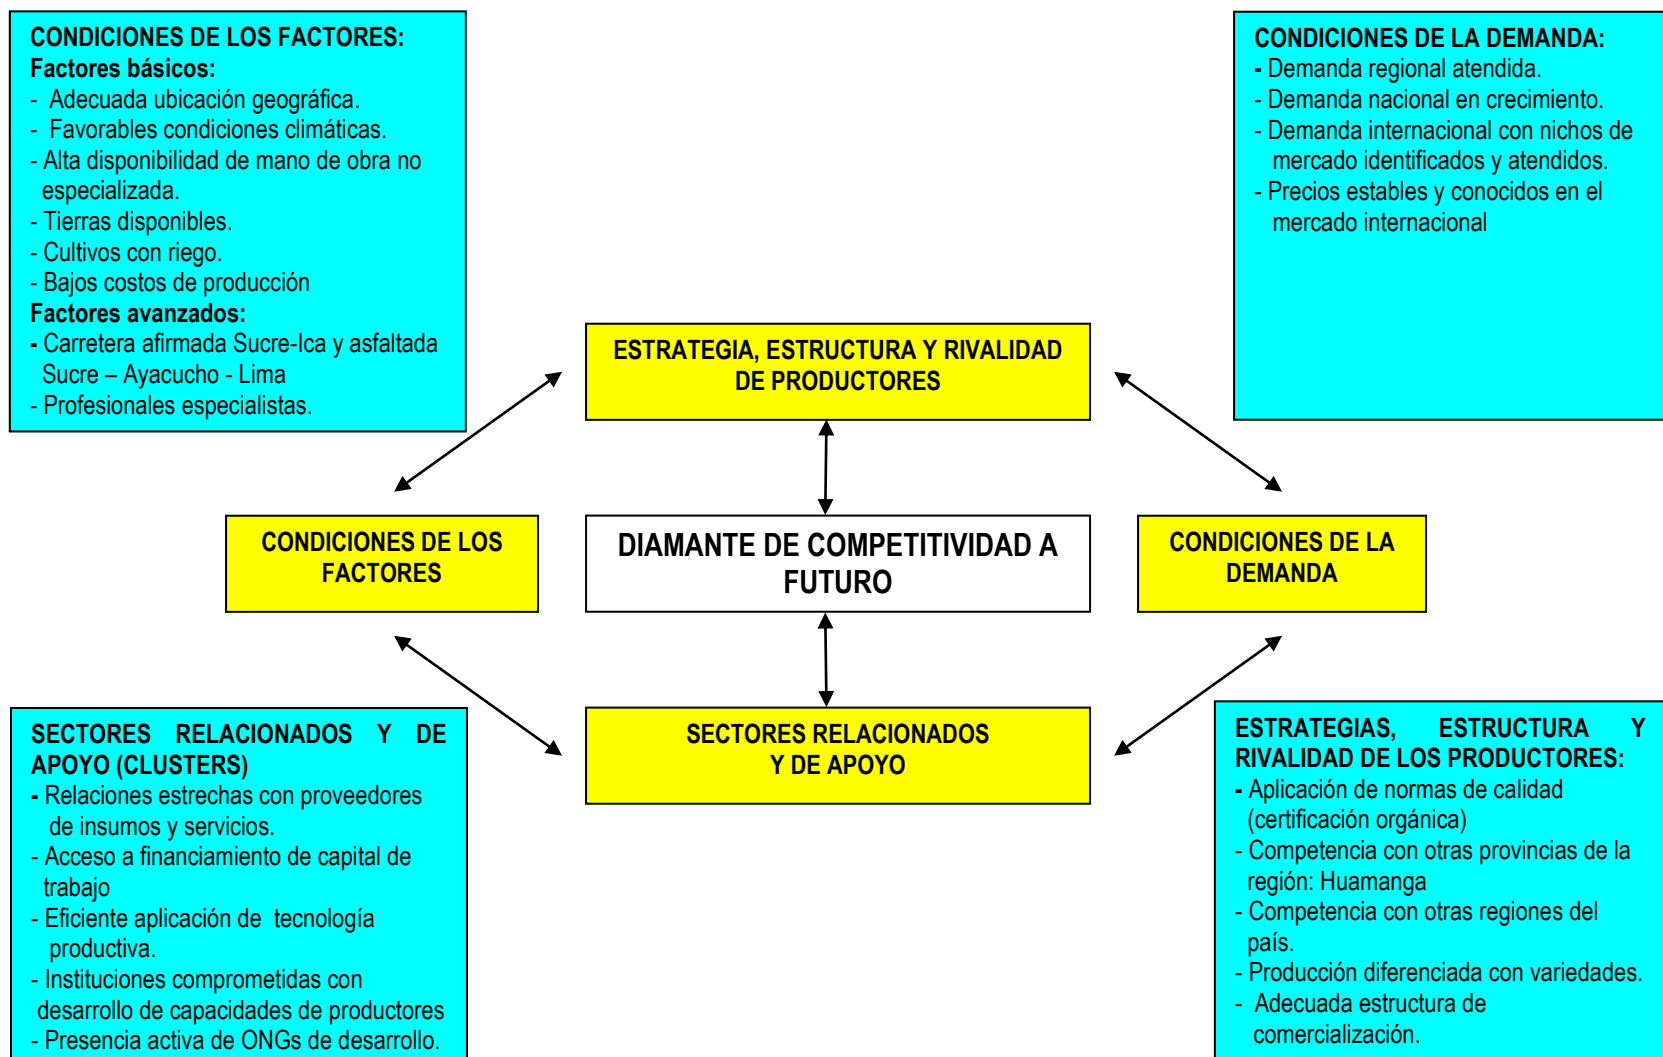 CONDICIONES DE LOS FACTORES:
Factores básicos:
- Adecuada ubicación geográfica.
- Favorables condiciones climáticas.
- Alta disponibilidad de mano de obra no
especializada.
- Tierras disponibles.
- Cultivos con riego.
- Bajos costos de producción
Factores avanzados:
- Carretera afirmada Sucre-Ica y asfaltada
Sucre – Ayacucho - Lima
- Profesionales especialistas.
CONDICIONES DE LA DEMANDA:
- Demanda regional atendida.
- Demanda nacional en crecimiento.
- Demanda internacional con nichos de
mercado identificados y atendidos.
- Precios estables y conocidos en el
mercado internacional
ESTRATEGIA, ESTRUCTURA Y RIVALIDAD
DE PRODUCTORES
CONDICIONES DE LOS
FACTORES
DIAMANTE DE COMPETITIVIDAD A
FUTURO
CONDICIONES DE LA
DEMANDA
SECTORES RELACIONADOS
Y DE APOYO
SECTORES RELACIONADOS Y DE
APOYO (CLUSTERS)
- Relaciones estrechas con proveedores
de insumos y servicios.
- Acceso a financiamiento de capital de
trabajo
- Eficiente aplicación de tecnología
productiva.
- Instituciones comprometidas con
desarrollo de capacidades de productores
- Presencia activa de ONGs de desarrollo.
ESTRATEGIAS, ESTRUCTURA Y
RIVALIDAD DE LOS PRODUCTORES:
- Aplicación de normas de calidad
(certificación orgánica)
- Competencia con otras provincias de la
región: Huamanga
- Competencia con otras regiones del
país.
- Producción diferenciada con variedades.
- Adecuada estructura de
comercialización.